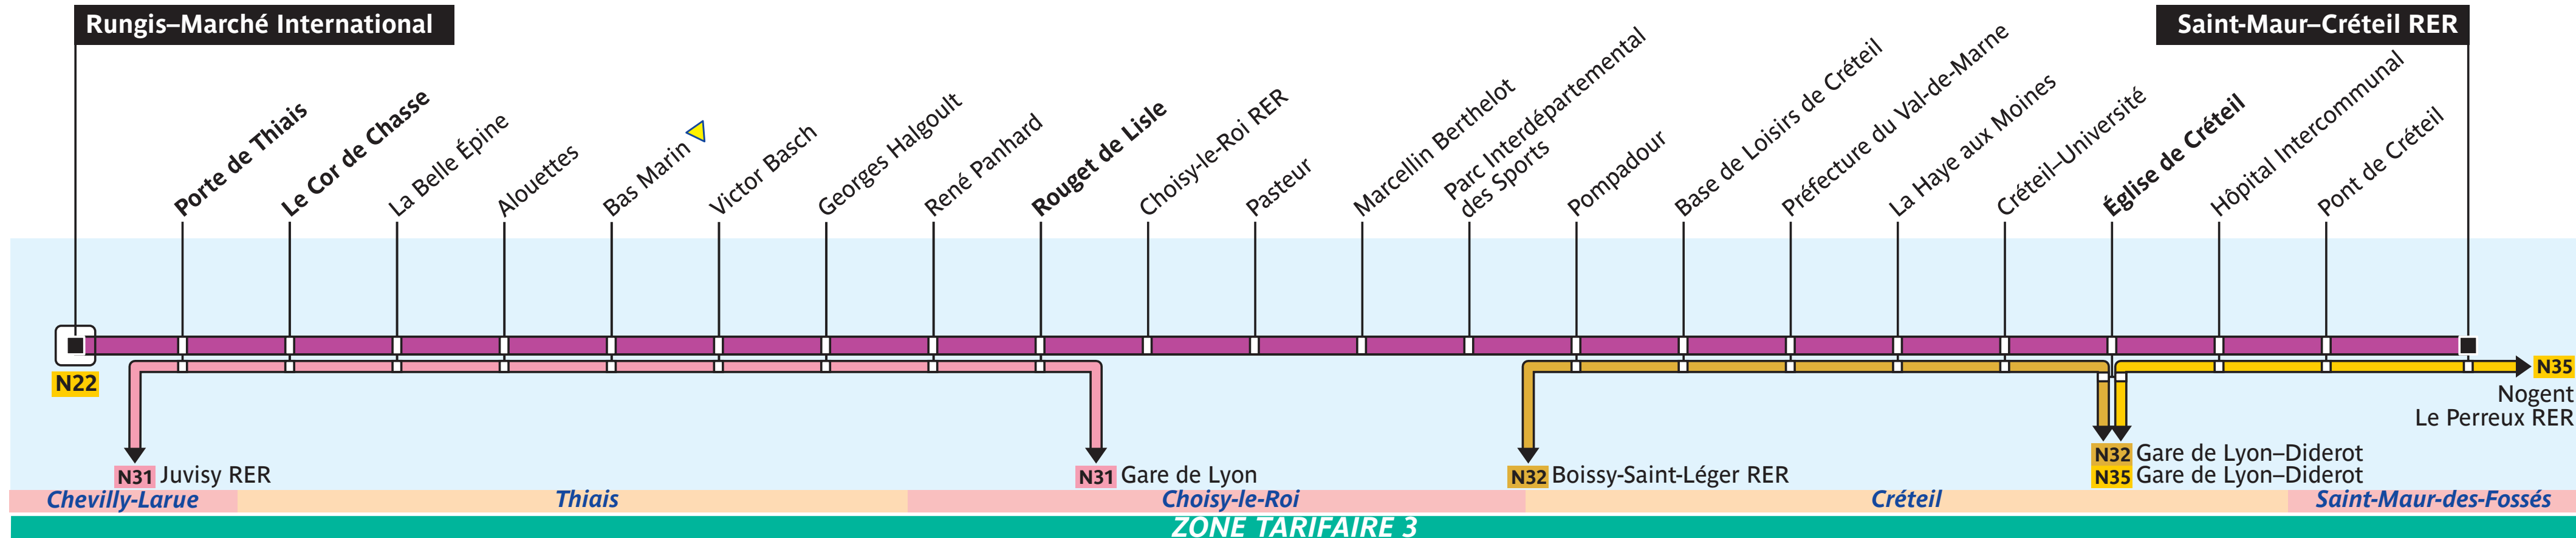 Rungis–Marché International
Saint-Maur–Créteil RER
Porte de Thiais
Le Cor de Chasse
La Belle Épine
Alouettes
Bas Marin
Victor Basch
Georges Halgoult
René Panhard
Rouget de Lisle
Choisy-le-Roi RER
Pasteur
Marcellin Berthelot
Parc Interdépartemental
des Sports
Pompadour
Base de Loisirs de Créteil
Préfecture du Val-de-Marne
La Haye aux Moines
Créteil–Université
Église de Créteil
Hôpital Intercommunal
Pont de Créteil
N22
N35
Nogent
Le Perreux RER
N31 Juvisy RER
N31 Gare de Lyon
N32 Boissy-Saint-Léger RER
N32 Gare de Lyon–Diderot
N35 Gare de Lyon–Diderot
Chevilly-Larue
Thiais
Choisy-le-Roi
Créteil
Saint-Maur-des-Fossés
ZONE TARIFAIRE 3